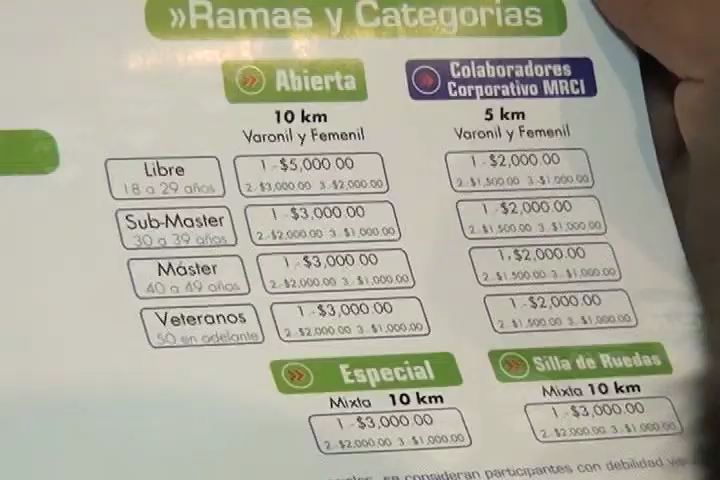 »Ramas y Categorías
Abierta
10 km
Varonil y Femenil
Colaboradores
Corporativo MRCI
5 km
Varonil y Femenil
Libre
18 a 29 años
1.-$5,000.00
2.-$3,000.00 3.-$2,000.00
1.-$2,000.00
2.-$1,500.00 3.-$1,000.00
Sub-Master
30 a 39 años
1.-$3,000.00
2.-$2,000.00 3.-$1,000.00
1.-$2,000.00
2.-$1,500.00 3.-$1,000.00
Máster
40 a 49 años
1.-$3,000.00
2.-$2,000.00 3.-$1,000.00
1.-$2,000.00
2.-$1,500.00 3.-$1,000.00
Veteranos
50 en adelante
1.-$3,000.00
2.-$2,000.00 3.-$1,000.00
1.-$2,000.00
2.-$1,500.00 3.-$1,000.00
Especial
Mixta 10 km
1.-$3,000.00
2.-$2,000.00 3.-$1,000.00
Silla de Ruedas
Mixta 10 km
1.-$3,000.00
2.-$2,000.00 3.-$1,000.00
se consideran participantes con debilidad